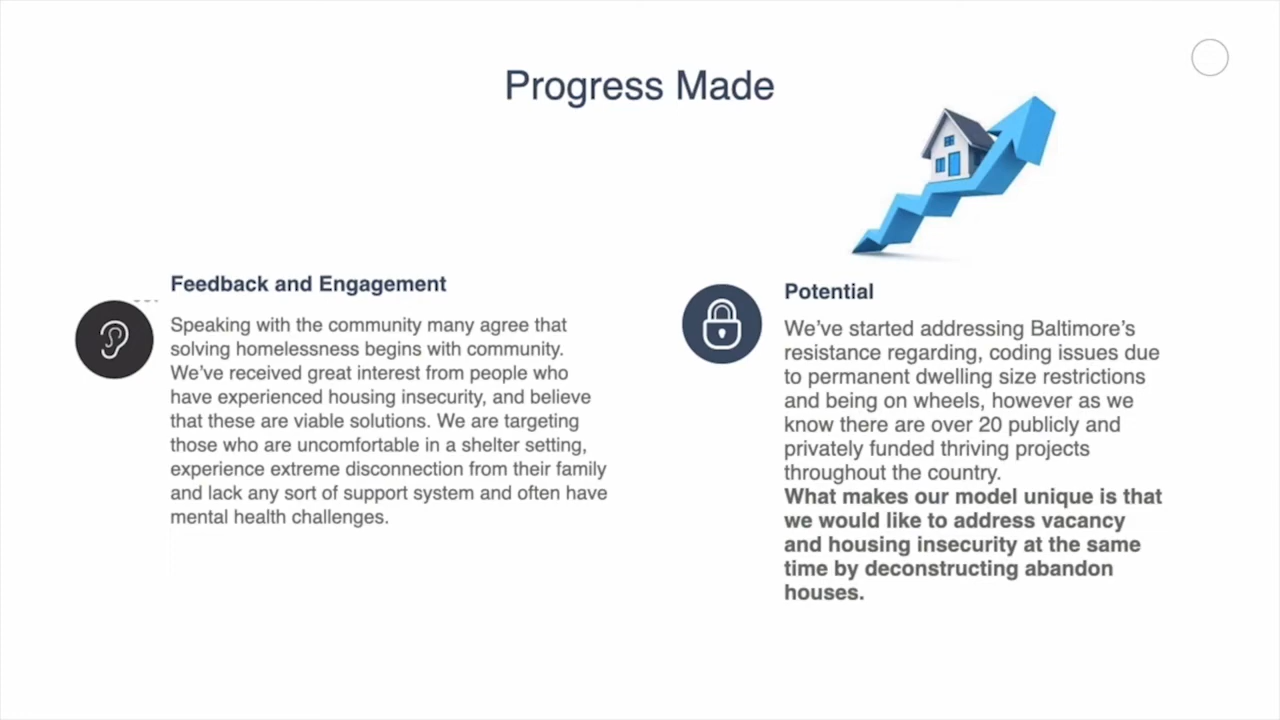 Progress Made
Feedback and Engagement
Speaking with the community many agree that
solving homelessness begins with community.
We’ve received great interest from people who
have experienced housing insecurity, and believe
that these are viable solutions. We are targeting
those who are uncomfortable in a shelter setting,
experience extreme disconnection from their family
and lack any sort of support system and often have
mental health challenges.
Potential
We’ve started addressing Baltimore’s
resistance regarding, coding issues due
to permanent dwelling size restrictions
and being on wheels, however as we
know there are over 20 publicly and
privately funded thriving projects
throughout the country.
What makes our model unique is that
we would like to address vacancy
and housing insecurity at the same
time by deconstructing abandon
houses.